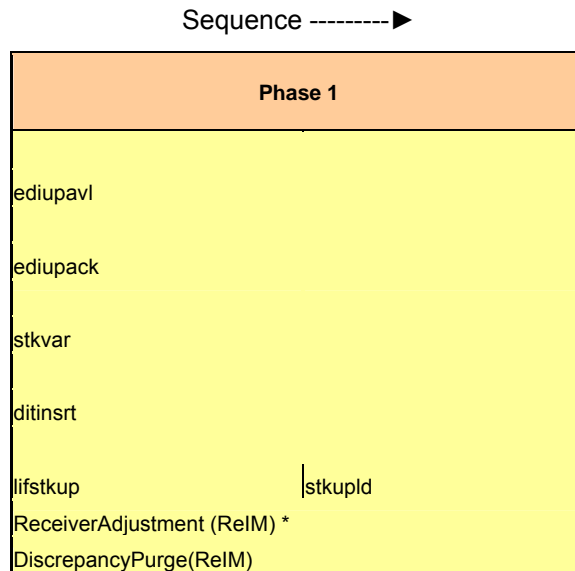 Sequence ---------►
Phase 1
ediupavl
ediupack
stkvar
ditinsrt
lifstkup stkupld
ReceiverAdjustment (ReIM) *
DiscrepancyPurge(ReIM)